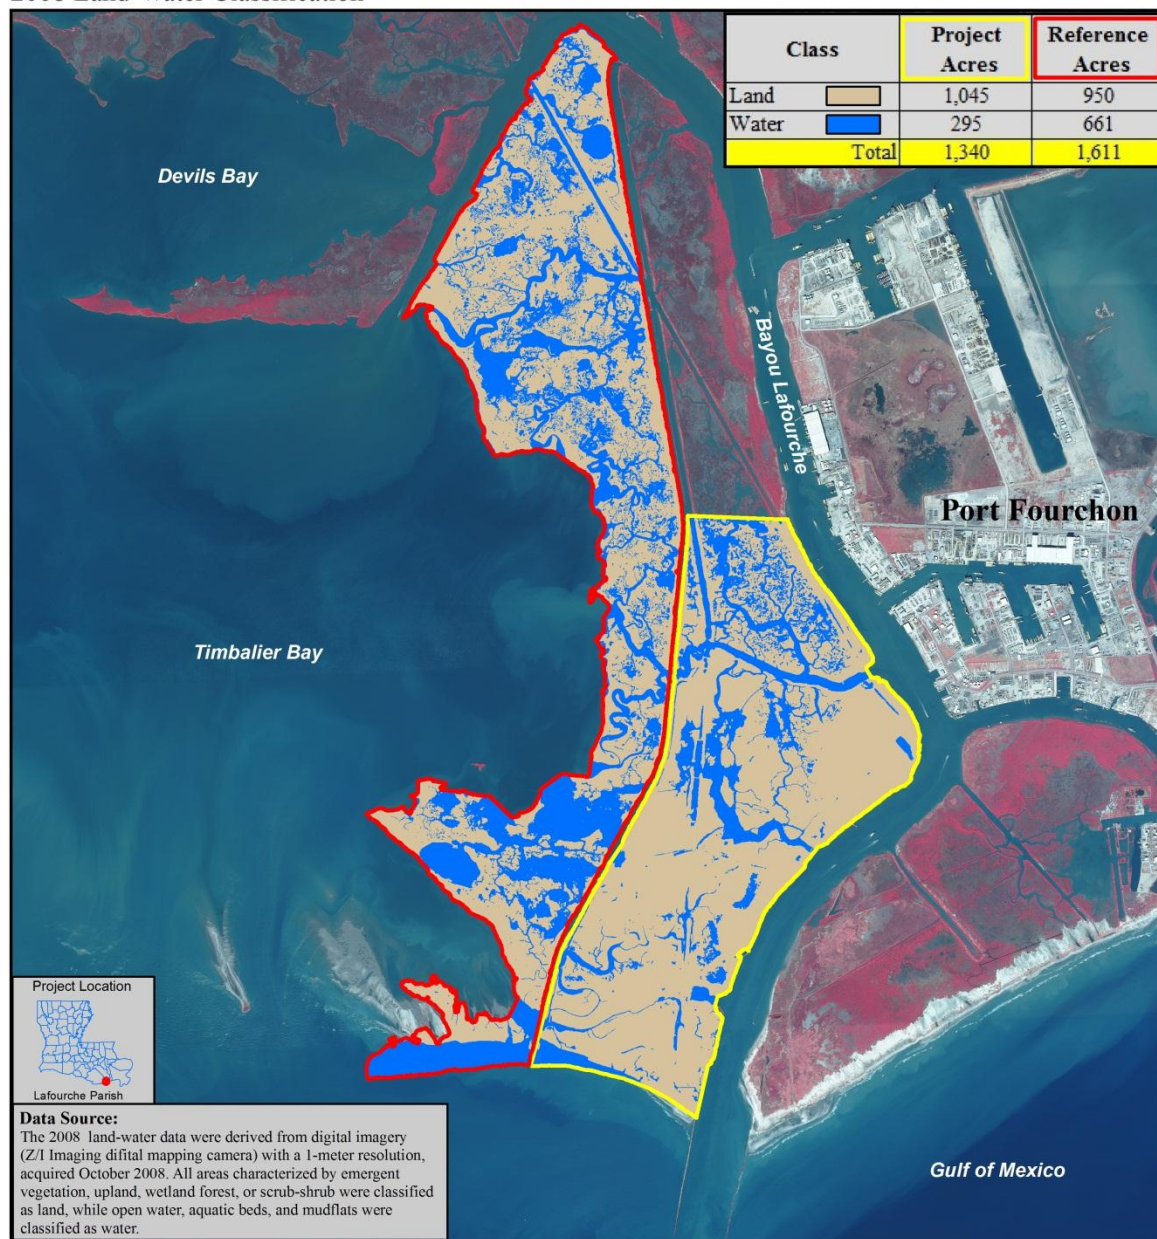 2008 Land-Water Classification
Class Project Acres Reference Acres
Land 1,045 950
Water 295 661
Total 1,340 1,611
Devils Bay
Bayou Lafourche
Port Fourchon
Timbalier Bay
Project Location
Lafourche Parish
Data Source:
The 2008 land-water data were derived from digital imagery
(Z/I Imaging difital mapping camera) with a 1-meter resolution,
acquired October 2008. All areas characterized by emergent
vegetation, upland, wetland forest, or scrub-shrub were classified
as land, while open water, aquatic beds, and mudflats were
classified as water.
Gulf of Mexico